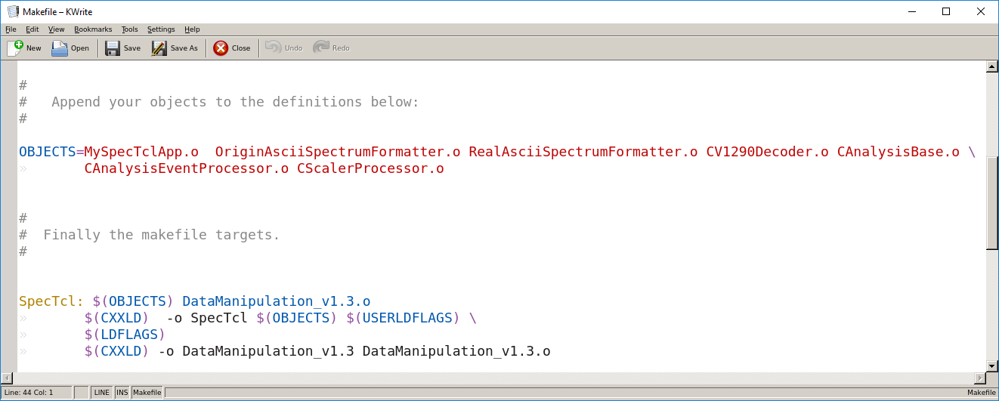 Makefile – KWrite
File Edit View Bookmarks Tools Settings Help
New Open Save Save As Close Undo Redo
#
#   Append your objects to the definitions below:
#
OBJECTS=MySpecTclApp.o  OriginAsciiSpectrumFormatter.o RealAsciiSpectrumFormatter.o CV1290Decoder.o CAnalysisBase.o \
»       CAnalysisEventProcessor.o CScalerProcessor.o
#
#  Finally the makefile targets.
#
SpecTcl: $(OBJECTS) DataManipulation_v1.3.o
»       $(CXXLD)  -o SpecTcl $(OBJECTS) $(USERLDFLAGS) \
»       $(LDFLAGS)
»       $(CXXLD) -o DataManipulation_v1.3 DataManipulation_v1.3.o
Line: 44 Col: 1 LINE INS Makefile Makefile